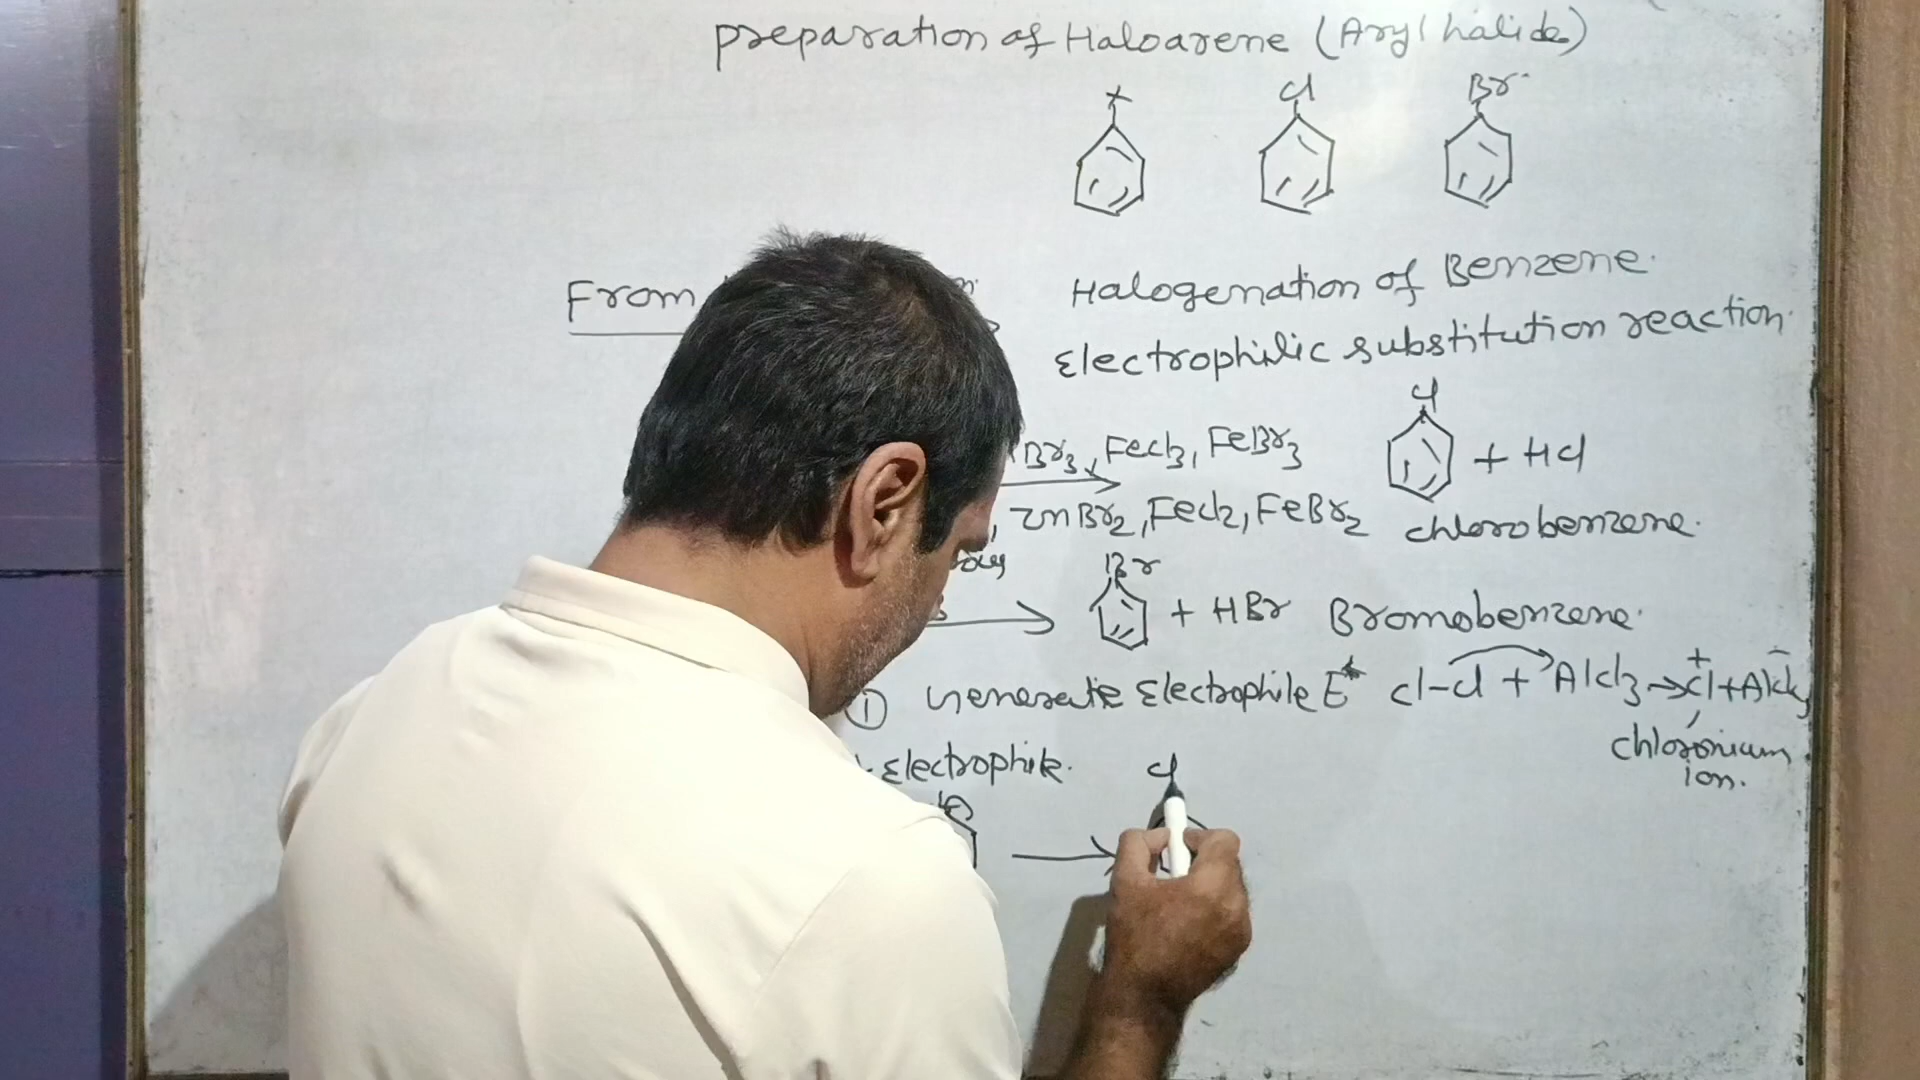 preparation of Haloarene (Aryl halide)
X Cl Br
From
Halogenation of Benzene.
Electrophilic substitution reaction.
Cl
Br3, FeCl3, FeBr3
+ HCl
, ZnBr2, FeCl2, FeBr2 chlorobenzene.
Br
+ HBr Bromobenzene.
① Generate Electrophile E+ Cl-Cl + AlCl3 → Cl+ + AlCl4-
chloronium
ion.
Electrophile.
Cl